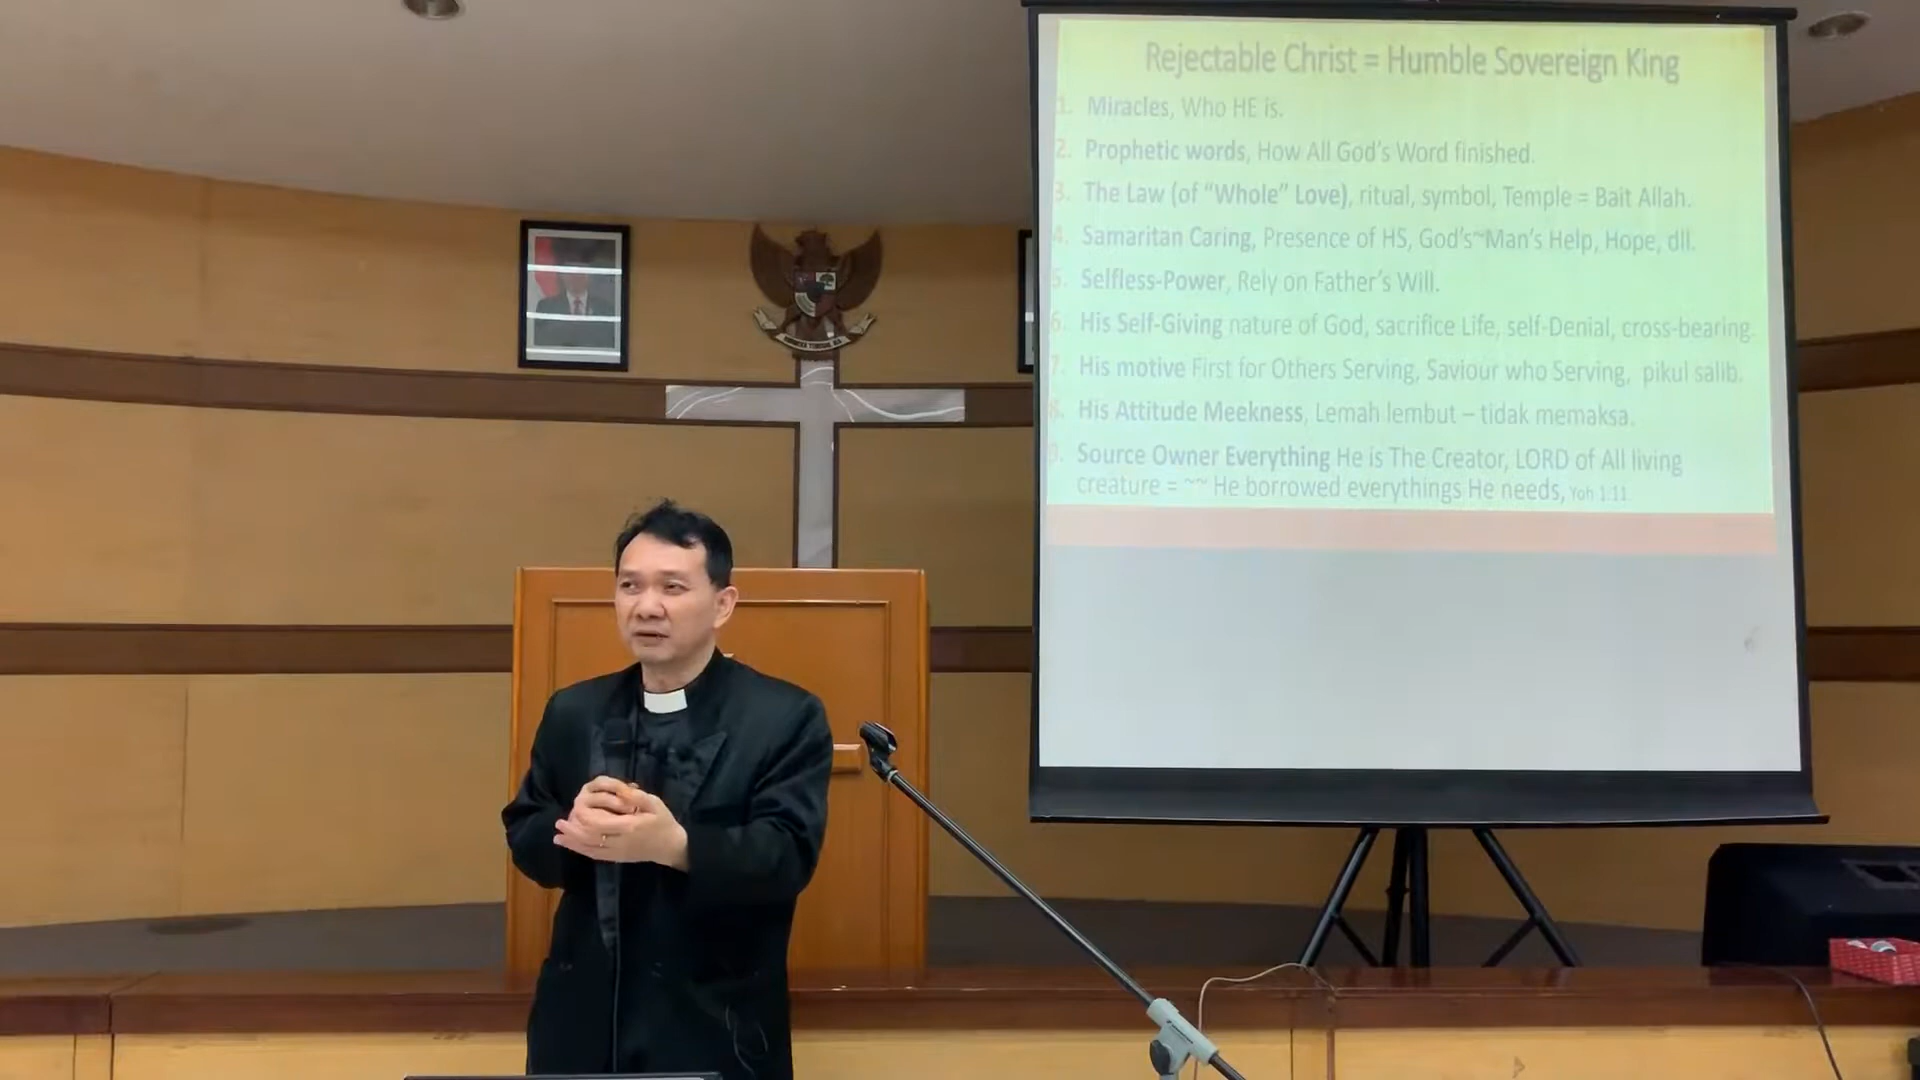 Rejectable Christ = Humble Sovereign King
1. Miracles, Who HE is.
2. Prophetic words, How All God's Word finished.
3. The Law (of “Whole” Love), ritual, symbol, Temple = Bait Allah.
4. Samaritan Caring, Presence of HS, God's~Man's Help, Hope, dll.
5. Selfless-Power, Rely on Father's Will.
6. His Self-Giving nature of God, sacrifice Life, self-Denial, cross-bearing.
7. His motive First for Others Serving, Saviour who Serving, pikul salib.
8. His Attitude Meekness, Lemah lembut – tidak memaksa.
9. Source Owner Everything He is The Creator, LORD of All living
creature = ~~ He borrowed everythings He needs, Yoh 1:11.